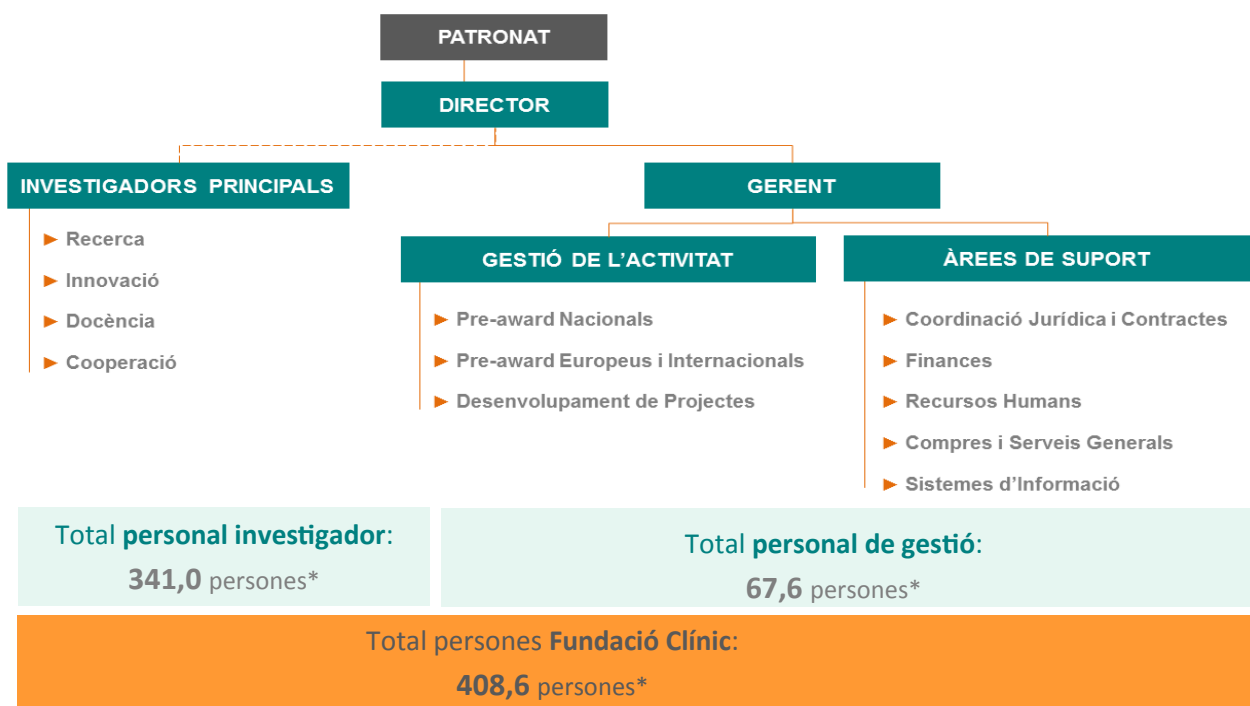 PATRONAT
DIRECTOR
INVESTIGADORS PRINCIPALS
► Recerca
► Innovació
► Docència
► Cooperació
GERENT
GESTIÓ DE L’ACTIVITAT
► Pre-award Nacionals
► Pre-award Europeus i Internacionals
► Desenvolupament de Projectes
ÀREES DE SUPORT
► Coordinació Jurídica i Contractes
► Finances
► Recursos Humans
► Compres i Serveis Generals
► Sistemes d’Informació
Total personal investigador:
341,0 persones*
Total personal de gestió:
67,6 persones*
Total persones Fundació Clínic:
408,6 persones*